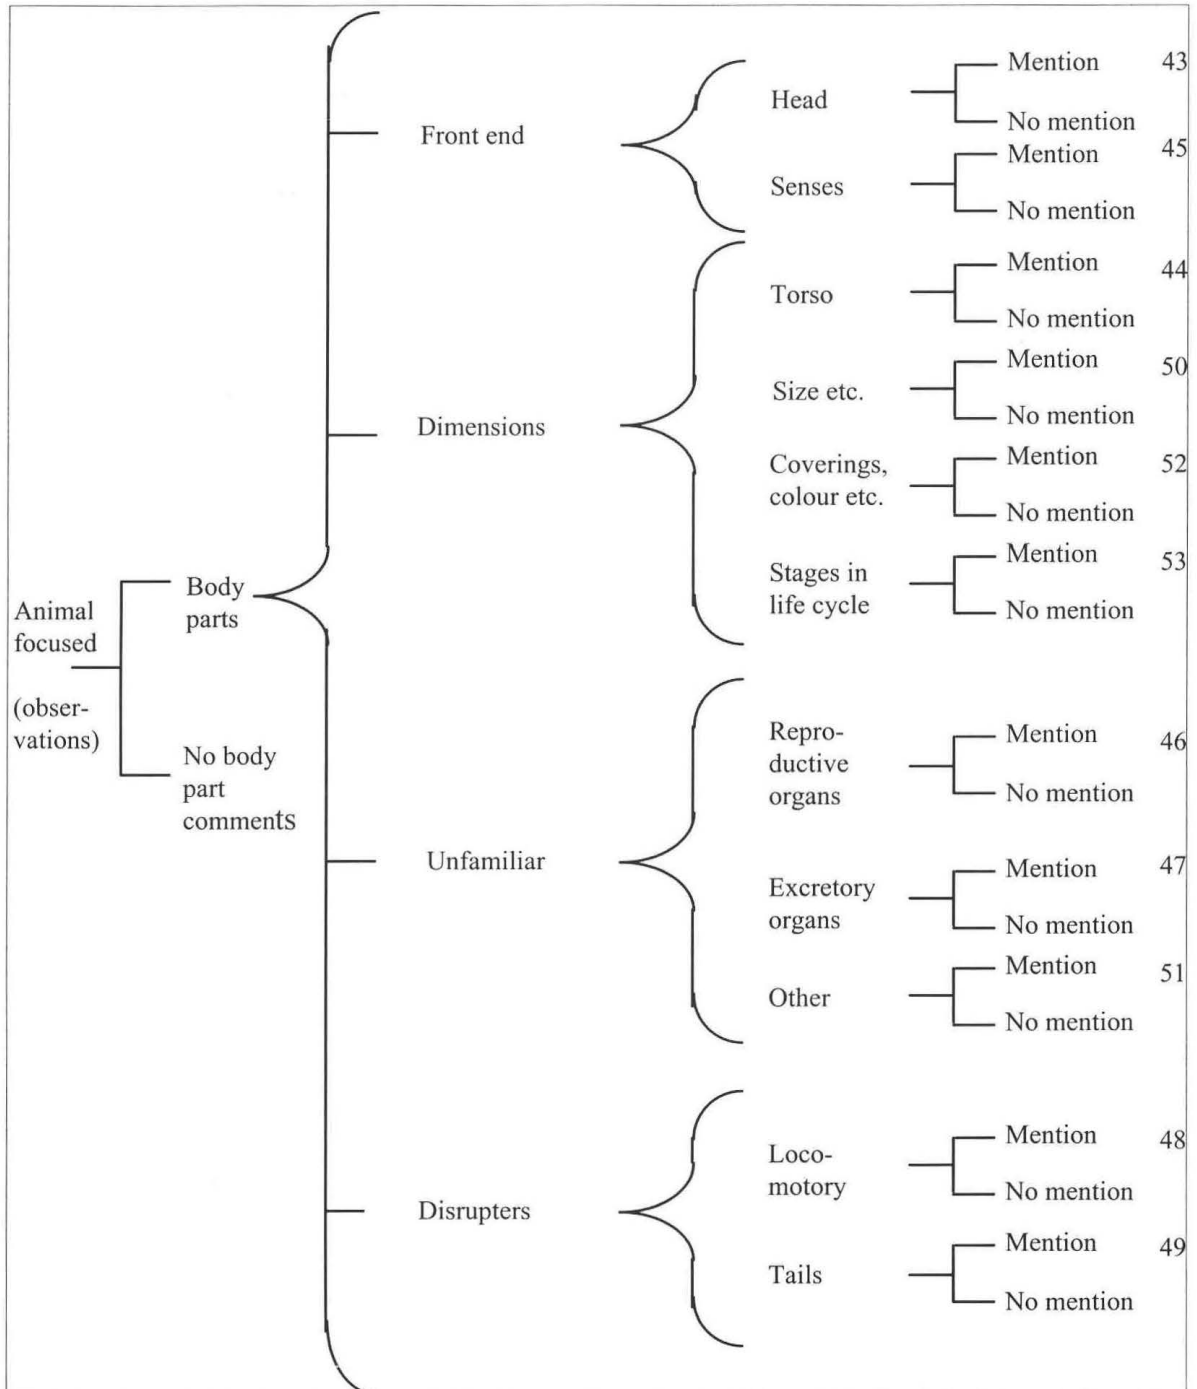 Animal
focused
(obser-
vations)
Body
parts
No body
part
comments
Front end
Head
Mention 43
No mention
Senses
Mention 45
No mention
Dimensions
Torso
Mention 44
No mention
Size etc.
Mention 50
No mention
Coverings,
colour etc.
Mention 52
No mention
Stages in
life cycle
Mention 53
No mention
Unfamiliar
Repro-
ductive
organs
Mention 46
No mention
Excretory
organs
Mention 47
No mention
Other
Mention 51
No mention
Disrupters
Loco-
motory
Mention 48
No mention
Tails
Mention 49
No mention